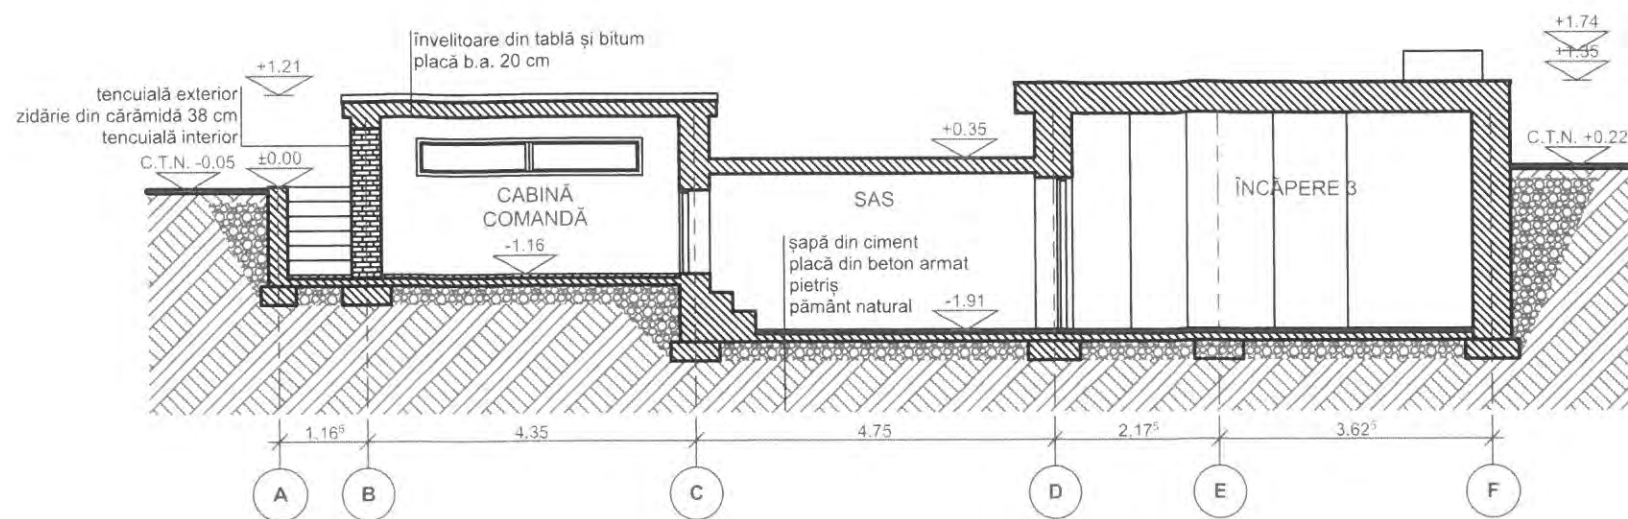 +1.74
+1.35
învelitoare din tablă și bitum
placă b.a. 20 cm
+1.21
tencuială exterior
zidărie din cărămidă 38 cm
tencuială interior
+0.35
C.T.N. -0.05
±0.00
C.T.N. +0.22
CABINĂ
COMANDĂ
SAS
ÎNCĂPERE 3
-1.16
șapă din ciment
placă din beton armat
pietriș
pământ natural
-1.91
1.16⁵
4.35
4.75
2.17⁵
3.62⁵
A
B
C
D
E
F